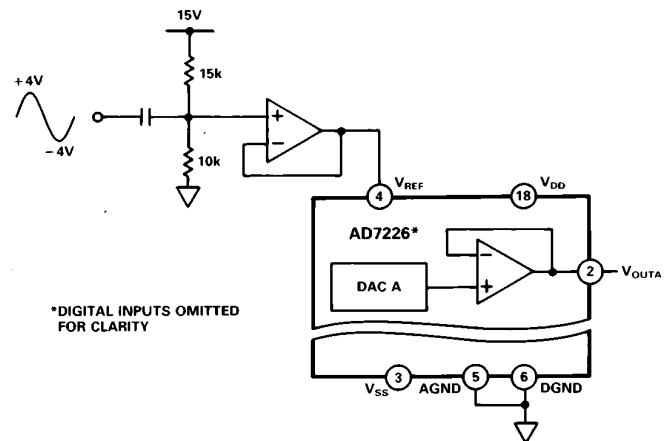 15V
15k
+4V
−4V
+
−
10k
V_REF
V_DD
4
18
AD7226*
−
+
DAC A
2
V_OUTA
*DIGITAL INPUTS OMITTED
FOR CLARITY
V_SS
3
AGND
5
6
DGND